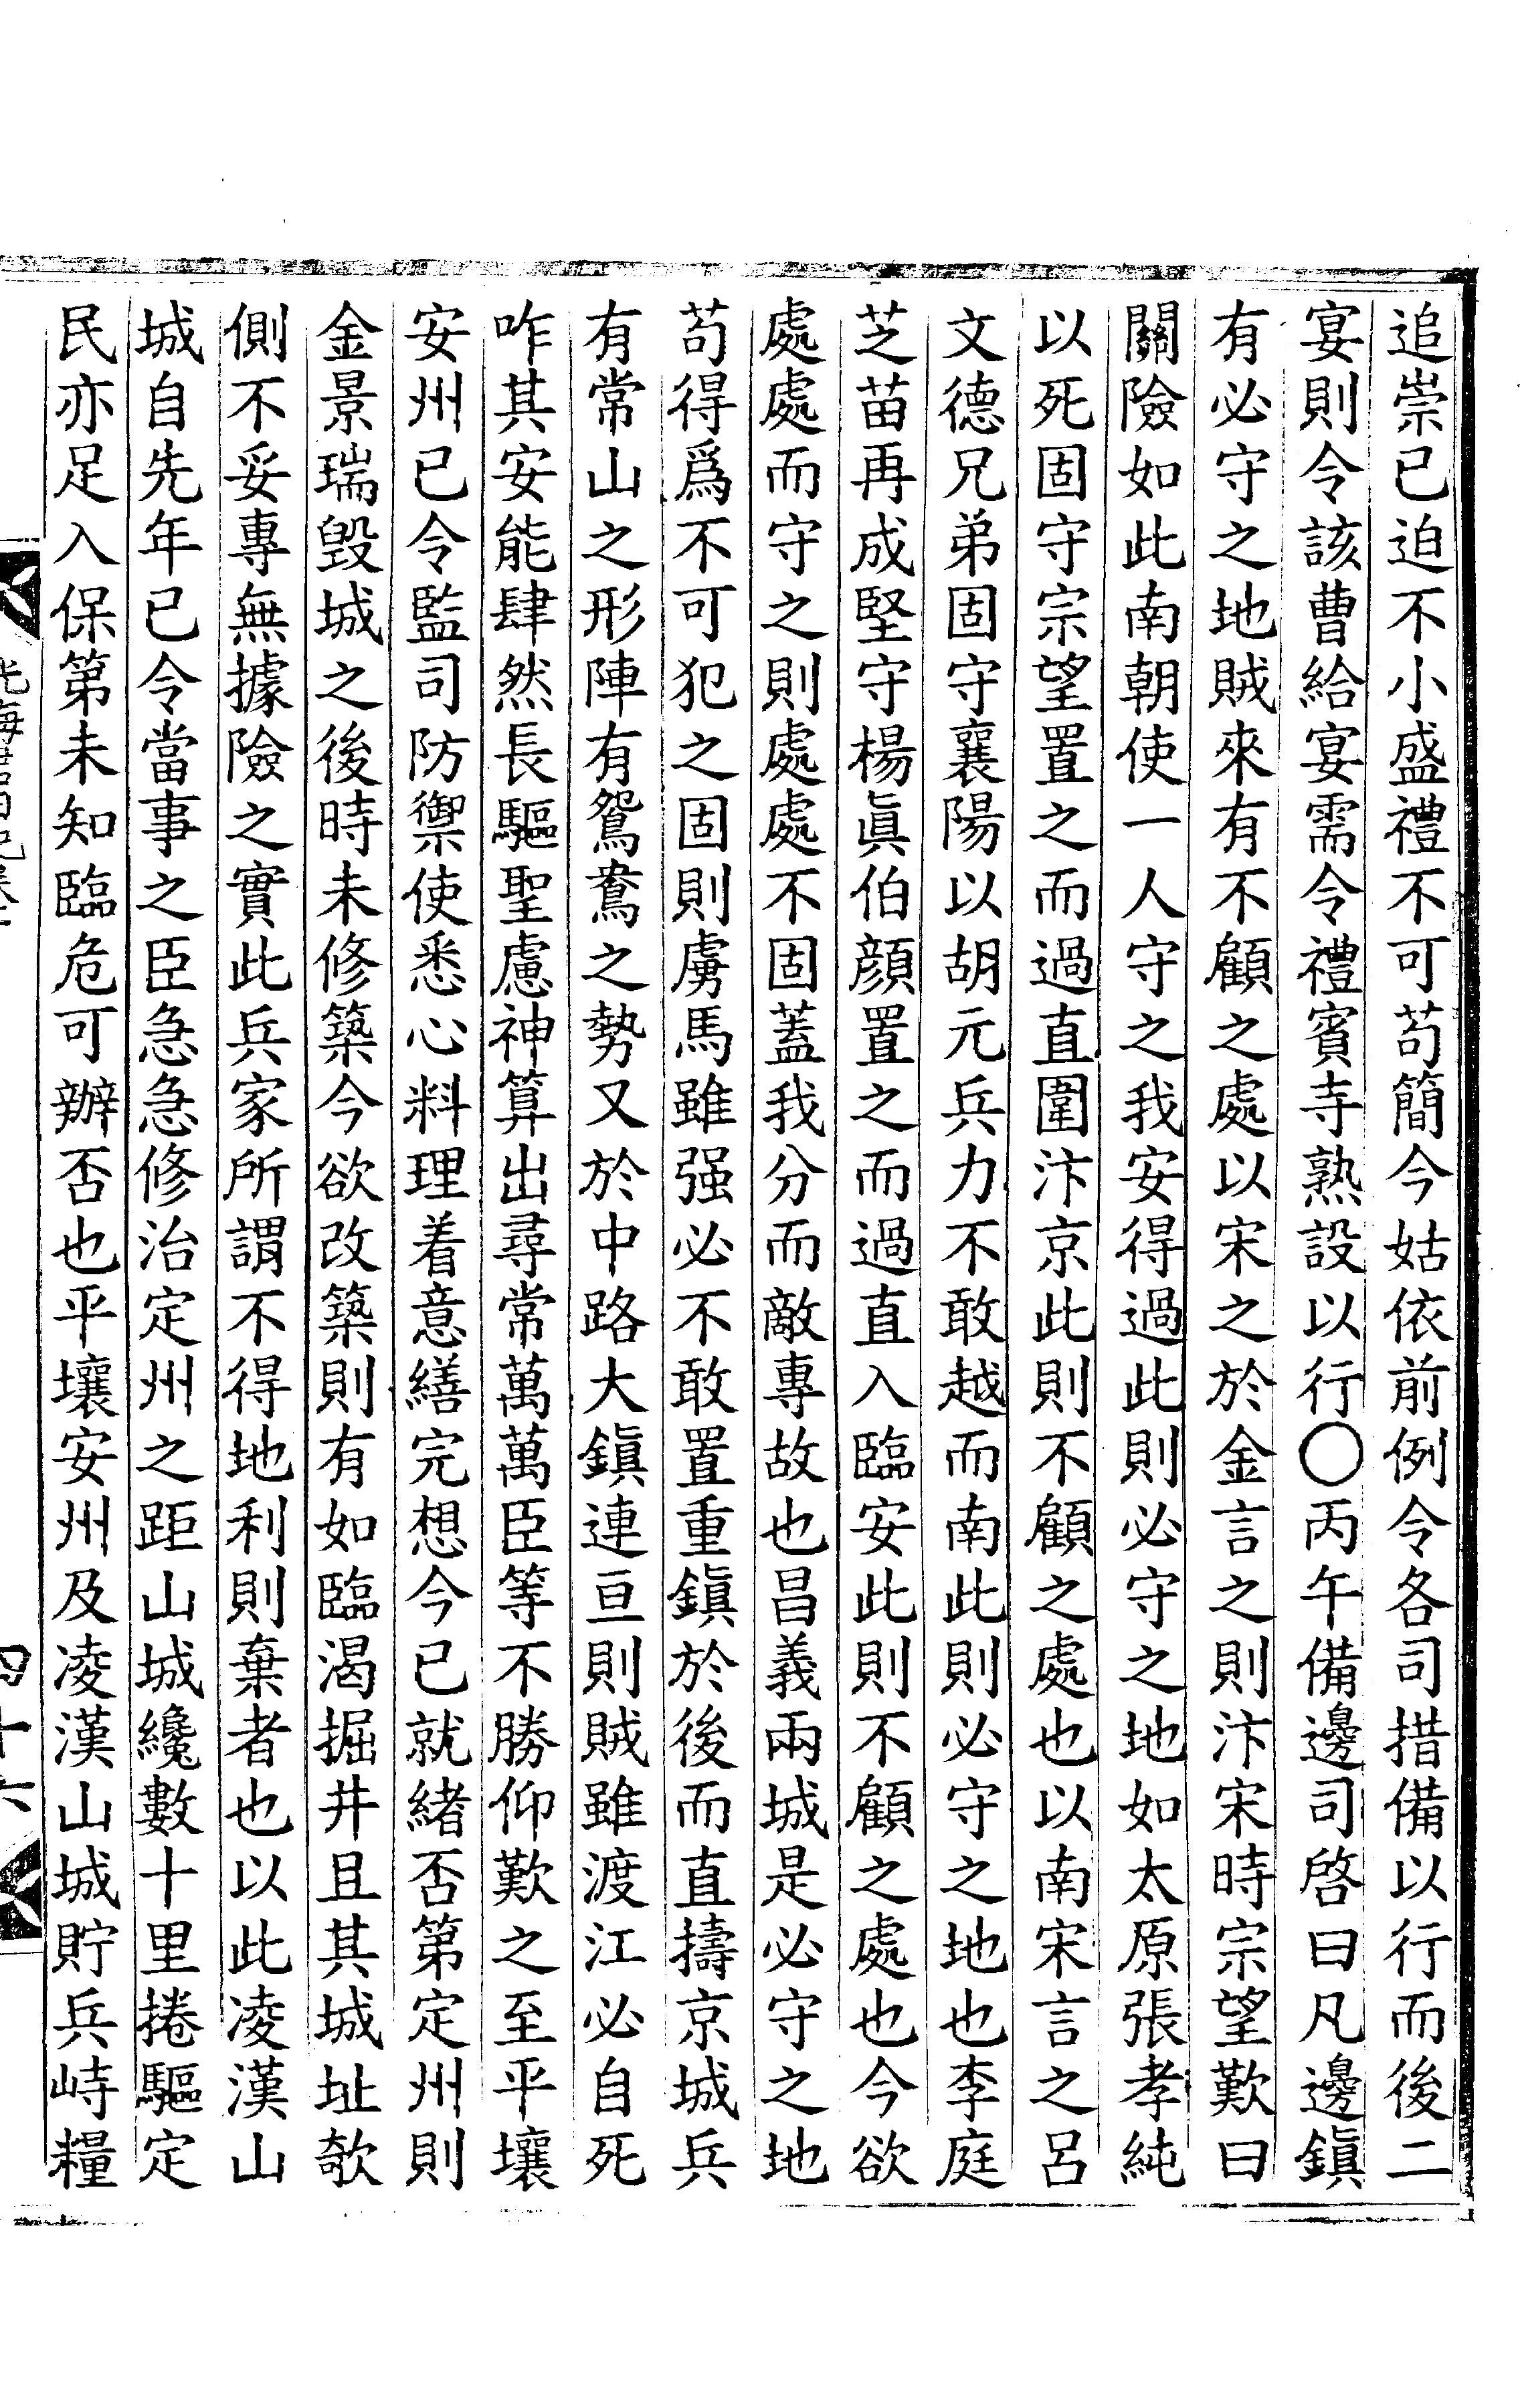 追崇已迫不小盛禮不可苟簡今姑依前例令各司措備以行而後二
宴則令該曹給宴需令禮賓寺熟設以行○丙午備邊司啓曰凡邊鎭
有必守之地賊來有不顧之處以宋之於金言之則汴宋時宗望歎曰
關險如此南朝使一人守之我安得過此則必守之地如太原張孝純
以死固守宗望置之而過直圍汴京此則不顧之處也以南宋言之呂
文德兄弟固守襄陽以胡元兵力不敢越而南此則必守之地也李庭
芝苗再成堅守楊眞伯顔置之而過直入臨安此則不顧之處也今欲
處處而守之則處處不固蓋我分而敵專故也昌義兩城是必守之地
苟得爲不可犯之固則虜馬雖强必不敢置重鎭於後而直擣京城兵
有常山之形陣有鴛鴦之勢又於中路大鎭連亘則賊雖渡江必自死
咋其安能肆然長驅聖慮神算出尋常萬萬臣等不勝仰歎之至平壤
安州已令監司防禦使悉心料理着意繕完想今已就緖否第定州則
金景瑞毁城之後時未修築今欲改築則有如臨渴掘井且其城址欹
側不妥專無據險之實此兵家所謂不得地利則棄者也以此凌漢山
城自先年已令當事之臣急急修治定州之距山城纔數十里捲驅定
民亦足入保第未知臨危可辦否也平壤安州及凌漢山城貯兵峙糧
四十六